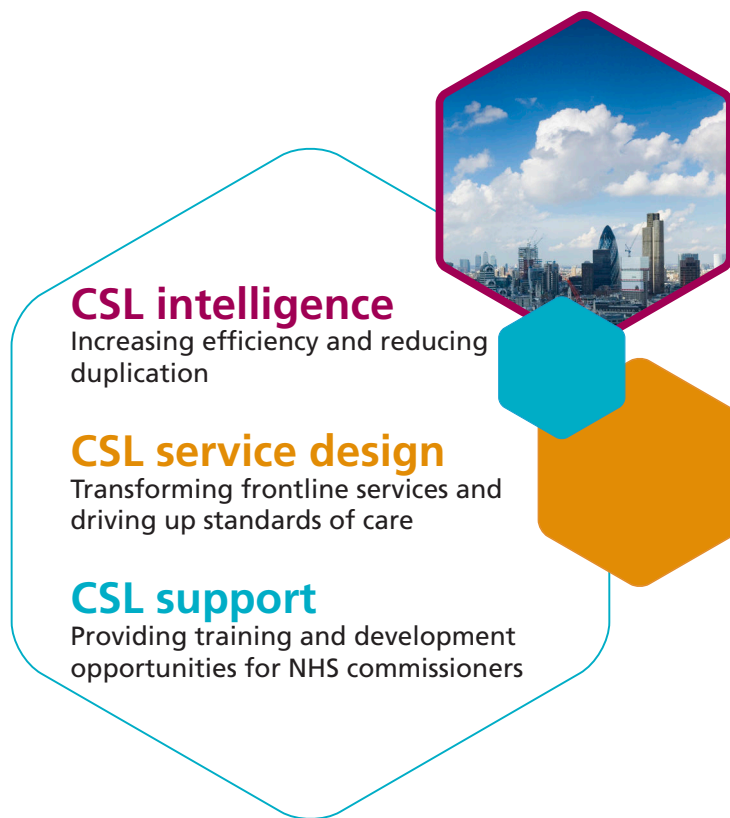 CSL intelligence
Increasing efficiency and reducing
duplication
CSL service design
Transforming frontline services and
driving up standards of care
CSL support
Providing training and development
opportunities for NHS commissioners